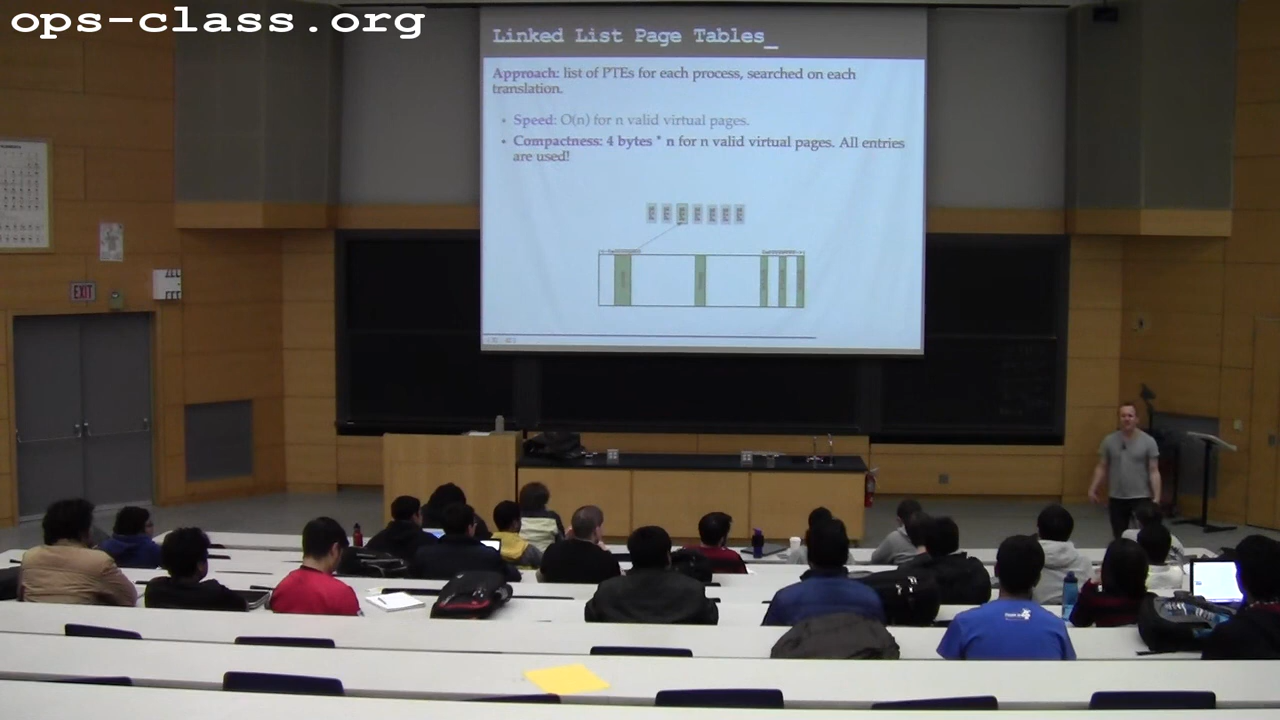 ops-class.org
Linked List Page Tables_
Approach: list of PTEs for each process, searched on each
translation.
• Speed: O(n) for n valid virtual pages.
• Compactness: 4 bytes * n for n valid virtual pages. All entries
are used!
EXIT